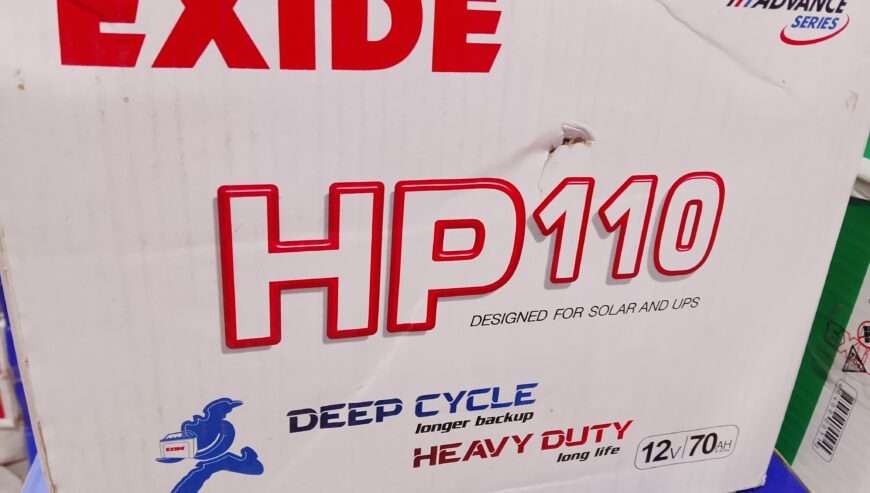 EXIDE
ADVANCE
SERIES
HP110
DESIGNED FOR SOLAR AND UPS
DEEP CYCLE
longer backup
EXIDE
HEAVY DUTY
long life
12V 70AH